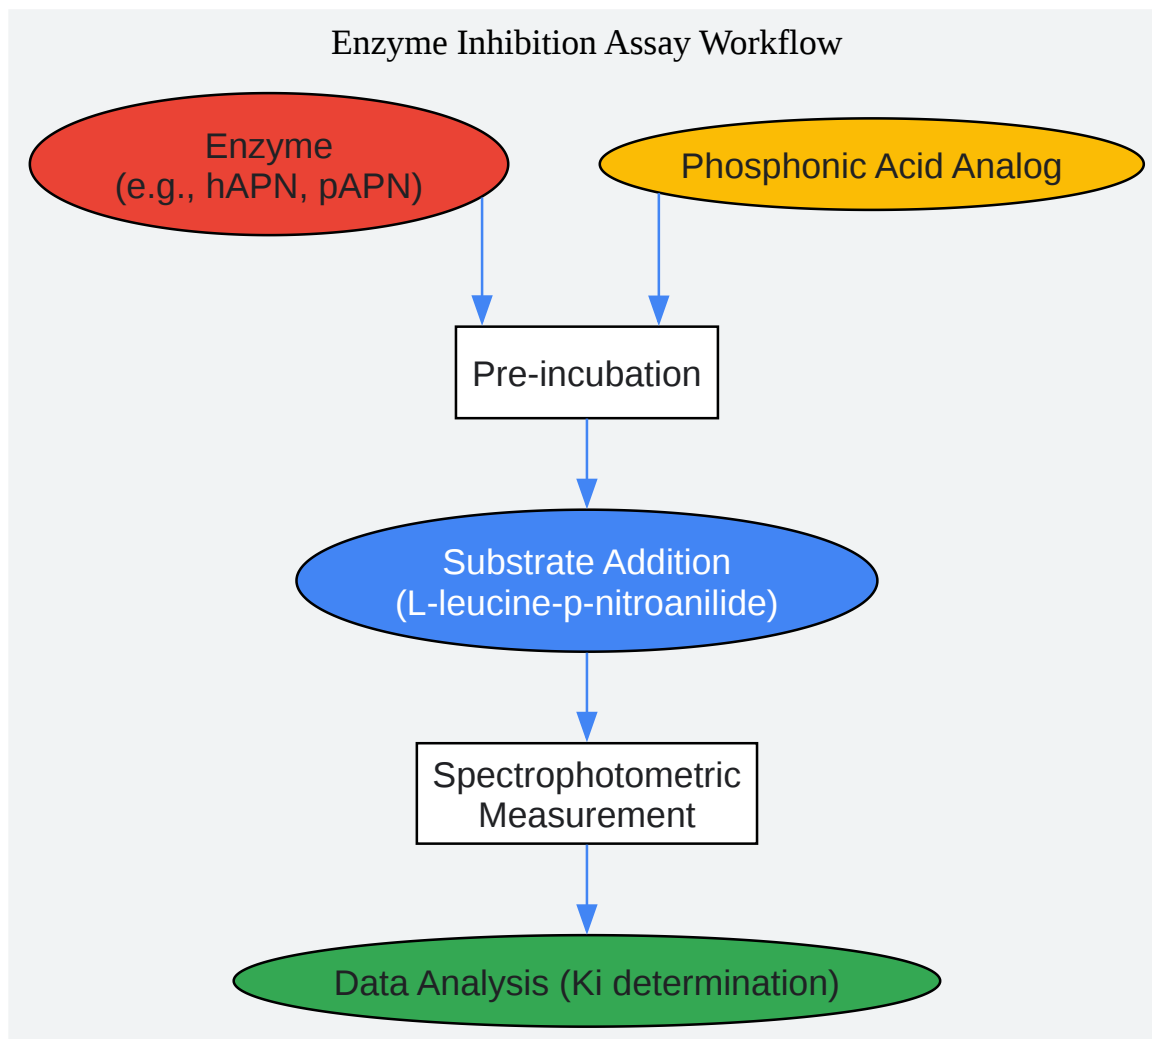 Enzyme Inhibition Assay Workflow
Enzyme
(e.g., hAPN, pAPN)
Phosphonic Acid Analog
Pre-incubation
Substrate Addition
(L-leucine-p-nitroanilide)
Spectrophotometric
Measurement
Data Analysis (Ki determination)